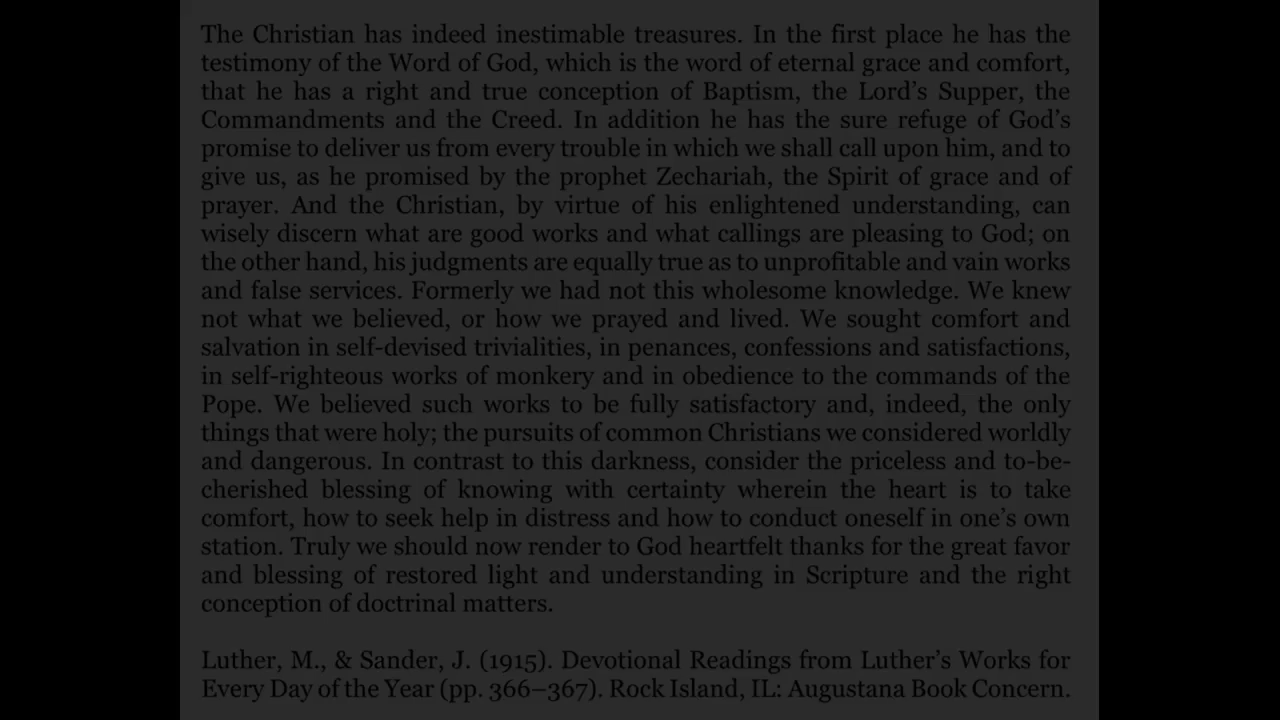 The Christian has indeed inestimable treasures. In the first place he has the
testimony of the Word of God, which is the word of eternal grace and comfort,
that he has a right and true conception of Baptism, the Lord’s Supper, the
Commandments and the Creed. In addition he has the sure refuge of God’s
promise to deliver us from every trouble in which we shall call upon him, and to
give us, as he promised by the prophet Zechariah, the Spirit of grace and of
prayer. And the Christian, by virtue of his enlightened understanding, can
wisely discern what are good works and what callings are pleasing to God; on
the other hand, his judgments are equally true as to unprofitable and vain works
and false services. Formerly we had not this wholesome knowledge. We knew
not what we believed, or how we prayed and lived. We sought comfort and
salvation in self-devised trivialities, in penances, confessions and satisfactions,
in self-righteous works of monkery and in obedience to the commands of the
Pope. We believed such works to be fully satisfactory and, indeed, the only
things that were holy; the pursuits of common Christians we considered worldly
and dangerous. In contrast to this darkness, consider the priceless and to-be-
cherished blessing of knowing with certainty wherein the heart is to take
comfort, how to seek help in distress and how to conduct oneself in one’s own
station. Truly we should now render to God heartfelt thanks for the great favor
and blessing of restored light and understanding in Scripture and the right
conception of doctrinal matters.
Luther, M., & Sander, J. (1915). Devotional Readings from Luther’s Works for
Every Day of the Year (pp. 366–367). Rock Island, IL: Augustana Book Concern.